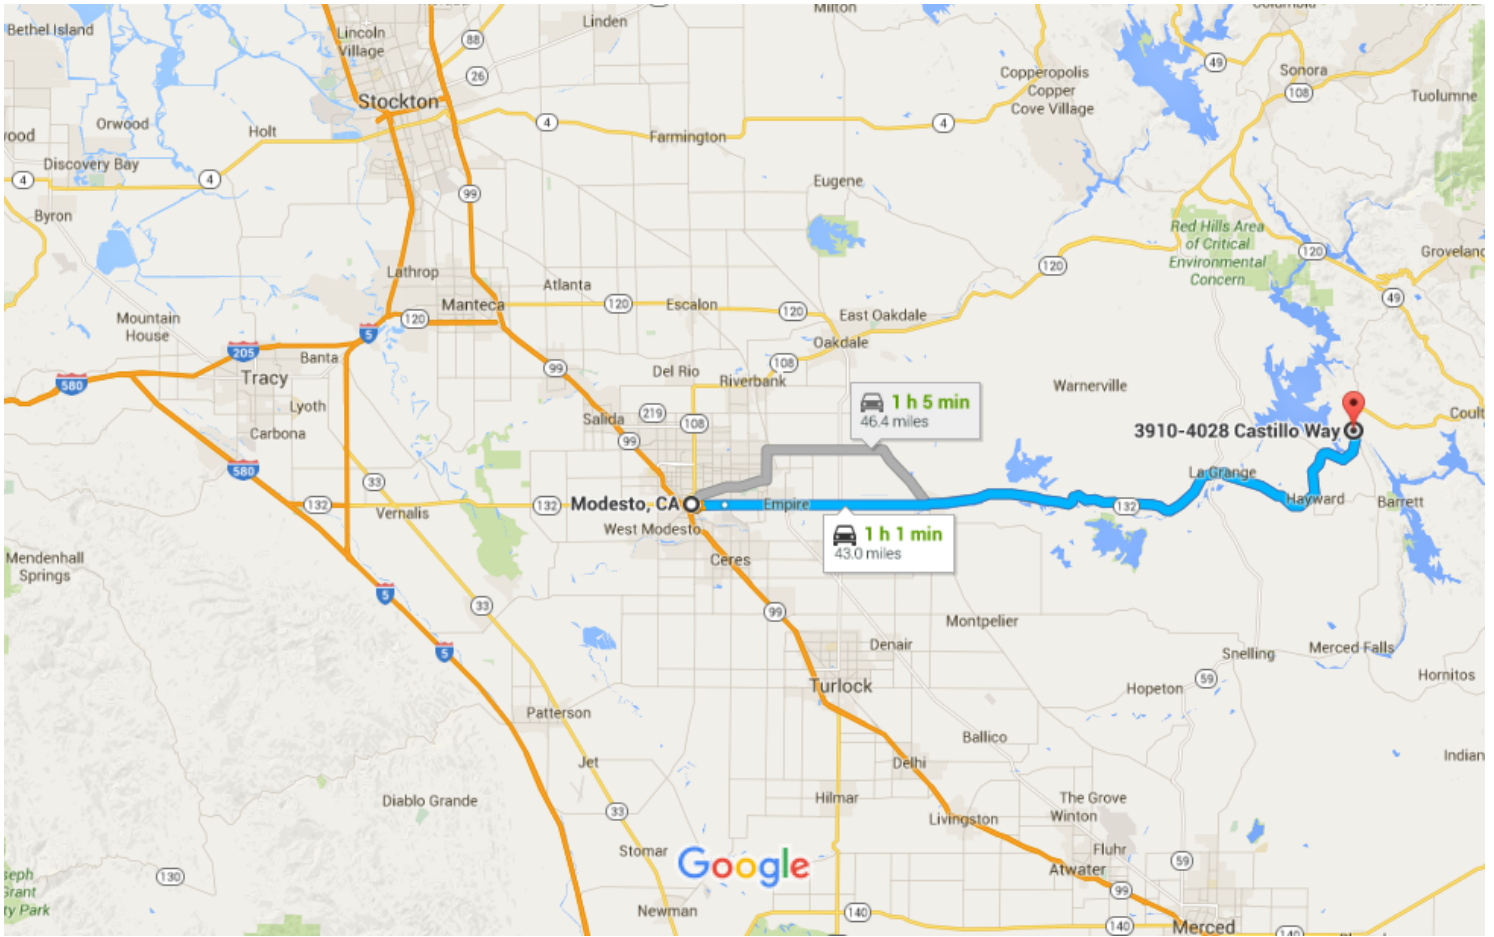 Bethel Island
Lincoln
Village
88
Linden
Milton
49
26
Copperopolis
Copper
Cove Village
Sonora
108
Tuolumne
Stockton
Orwood
Holt
4
Farmington
4
Discovery Bay
4
4
99
Eugene
Byron
Red Hills Area
of Critical
Environmental
Concern
120
Groveland
120
Lathrop
Atlanta
Manteca
120
Escalon
120
East Oakdale
49
Mountain
House
120
5
Oakdale
205
Banta
580
Tracy
99
108
Del Rio
Riverbank
Warnerville
Lyoth
Salida
219
108
1 h 5 min
46.4 miles
Carbona
99
3910-4028 Castillo Way
580
33
La Grange
132
Vernalis
132
Modesto, CA
Empire
132
Hayward
Barrett
West Modesto
1 h 1 min
43.0 miles
Mendenhall
Springs
Ceres
5
33
99
Montpelier
5
Denair
Snelling
Merced Falls
Hornitos
59
Turlock
Hopeton
Patterson
Ballico
Indian
Jet
Delhi
Diablo Grande
Hilmar
The Grove
Winton
33
Livingston
Stomar
Google
Fluhr
59
130
Atwater
99
Newman
140
140
Merced
140